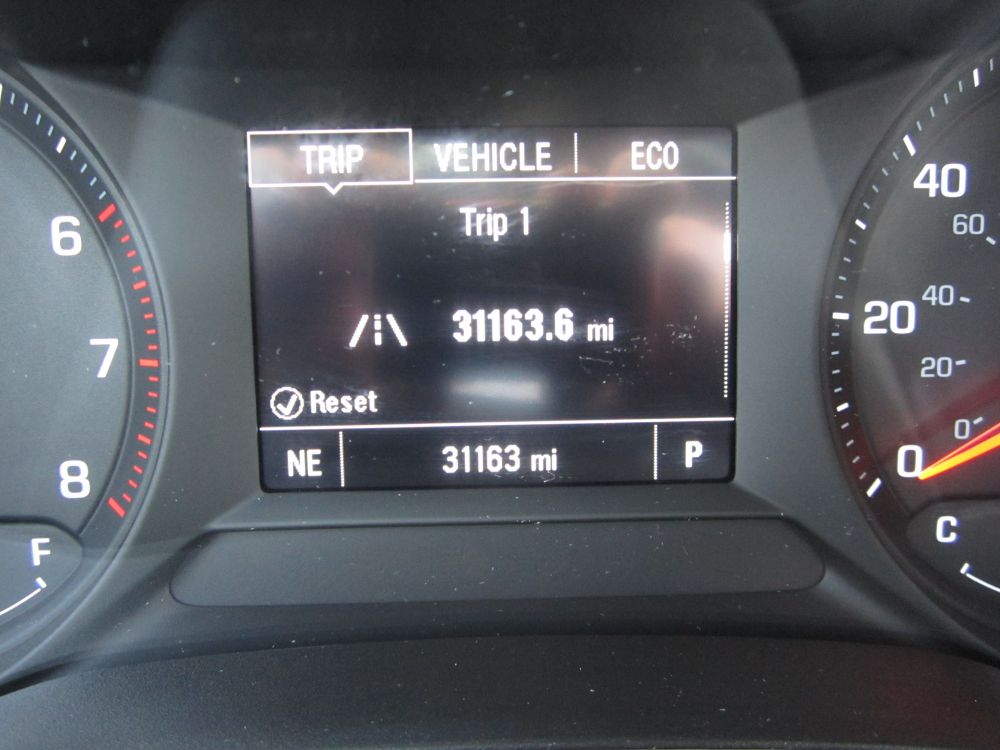 TRIP VEHICLE ECO
Trip 1
31163.6 mi
Reset
NE 31163 mi P
6
7
8
F
40
60
20
40
20
0
0
C